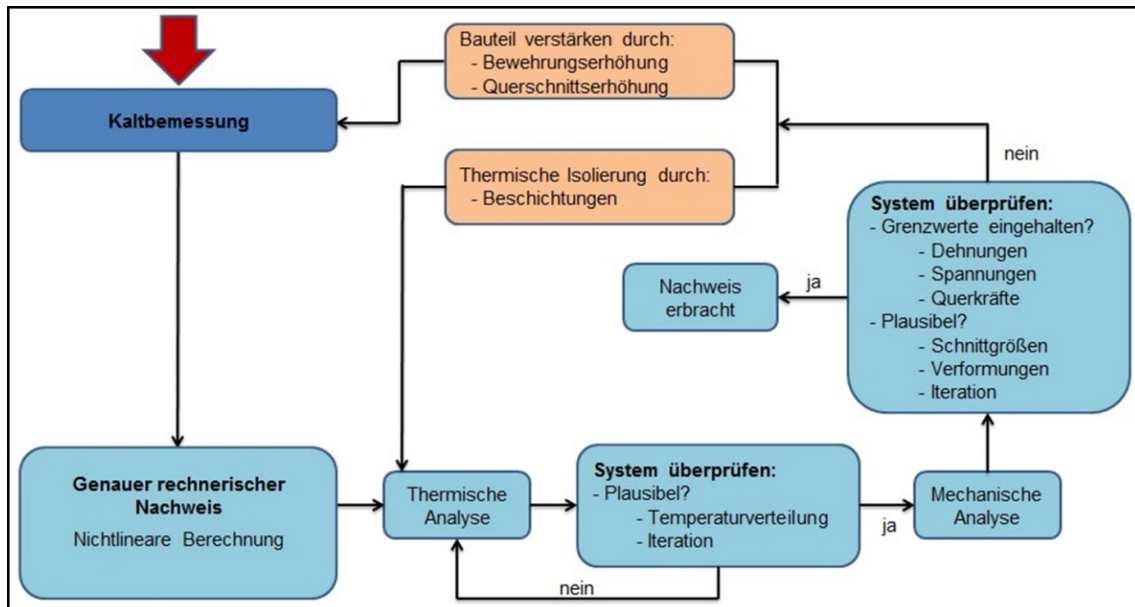 Bauteil verstärken durch:
- Bewehrungserhöhung
- Querschnittserhöhung
Kaltbemessung
nein
Thermische Isolierung durch:
- Beschichtungen
System überprüfen:
- Grenzwerte eingehalten?
- Dehnungen
- Spannungen
- Querkräfte
- Plausibel?
- Schnittgrößen
- Verformungen
- Iteration
ja
Nachweis
erbracht
Genauer rechnerischer
Nachweis
Nichtlineare Berechnung
Thermische
Analyse
System überprüfen:
- Plausibel?
- Temperaturverteilung
- Iteration
ja
Mechanische
Analyse
nein